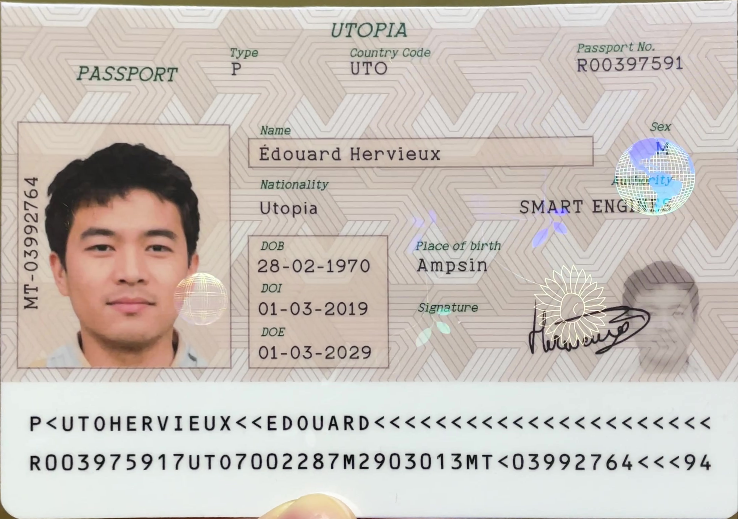 UTOPIA
PASSPORT
Type
P
Country Code
UTO
Passport No.
R00397591
Name
Édouard Hervieux
Sex
M
Nationality
Utopia
Authority
SMART ENGINES
DOB
28-02-1970
Place of birth
Ampsin
DOI
01-03-2019
Signature
DOE
01-03-2029
MT-03992764
P<UTOHERVIEUX<<EDOUARD<<<<<<<<<<<<<<<<<<<<<<
R003975917UTO7002287M2903013MT<03992764<<<94